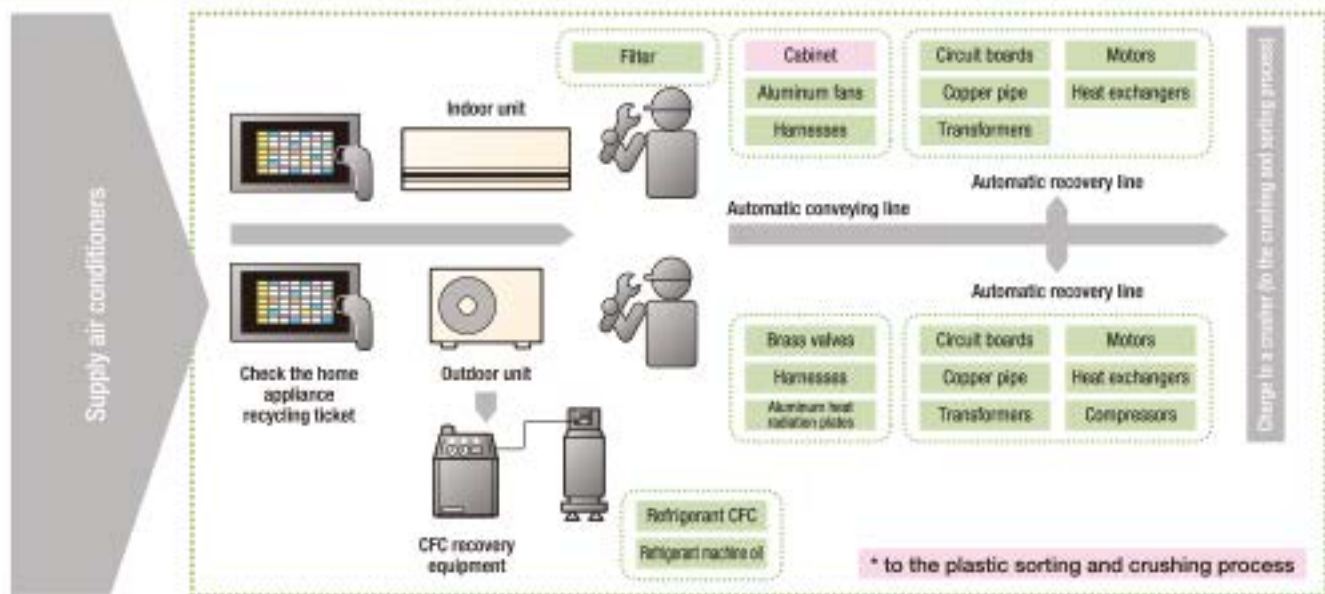 Supply air conditioners
Check the home
appliance
recycling ticket
Indoor unit
Outdoor unit
CFC recovery
equipment
Filter
Refrigerant CFC
Refrigerant machine oil
Automatic conveying line
Cabinet
Aluminum fans
Harnesses
Circuit boards
Motors
Copper pipe
Heat exchangers
Transformers
Automatic recovery line
Automatic recovery line
Brass valves
Harnesses
Aluminum heat
radiation plates
Circuit boards
Motors
Copper pipe
Heat exchangers
Transformers
Compressors
Charge to a crusher (to the crushing and sorting process)
* to the plastic sorting and crushing process